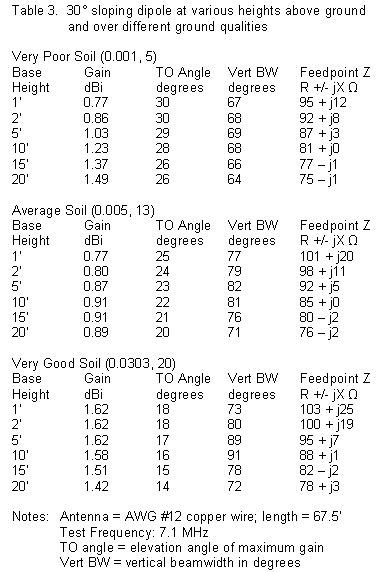 Table 3. 30° sloping dipole at various heights above ground
and over different ground qualities
Very Poor Soil (0.001, 5)
Base Gain TO Angle Vert BW Feedpoint Z
Height dBi degrees degrees R +/- jX Ω
1' 0.77 30 67 95 + j12
2' 0.86 30 68 92 + j8
5' 1.03 29 69 87 + j3
10' 1.23 28 68 81 + j0
15' 1.37 26 66 77 – j1
20' 1.49 26 64 75 – j1
Average Soil (0.005, 13)
Base Gain TO Angle Vert BW Feedpoint Z
Height dBi degrees degrees R +/- jX Ω
1' 0.77 25 77 101 + j20
2' 0.80 24 79 98 + j11
5' 0.87 23 82 92 + j5
10' 0.91 22 81 85 + j0
15' 0.91 21 76 80 – j2
20' 0.89 20 71 76 – j2
Very Good Soil (0.0303, 20)
Base Gain TO Angle Vert BW Feedpoint Z
Height dBi degrees degrees R +/- jX Ω
1' 1.62 18 73 103 + j25
2' 1.62 18 80 100 + j19
5' 1.62 17 89 95 + j7
10' 1.58 16 91 88 + j1
15' 1.51 15 78 82 – j2
20' 1.42 14 72 78 + j3
Notes: Antenna = AWG #12 copper wire; length = 67.5'
Test Frequency: 7.1 MHz
TO angle = elevation angle of maximum gain
Vert BW = vertical beamwidth in degrees